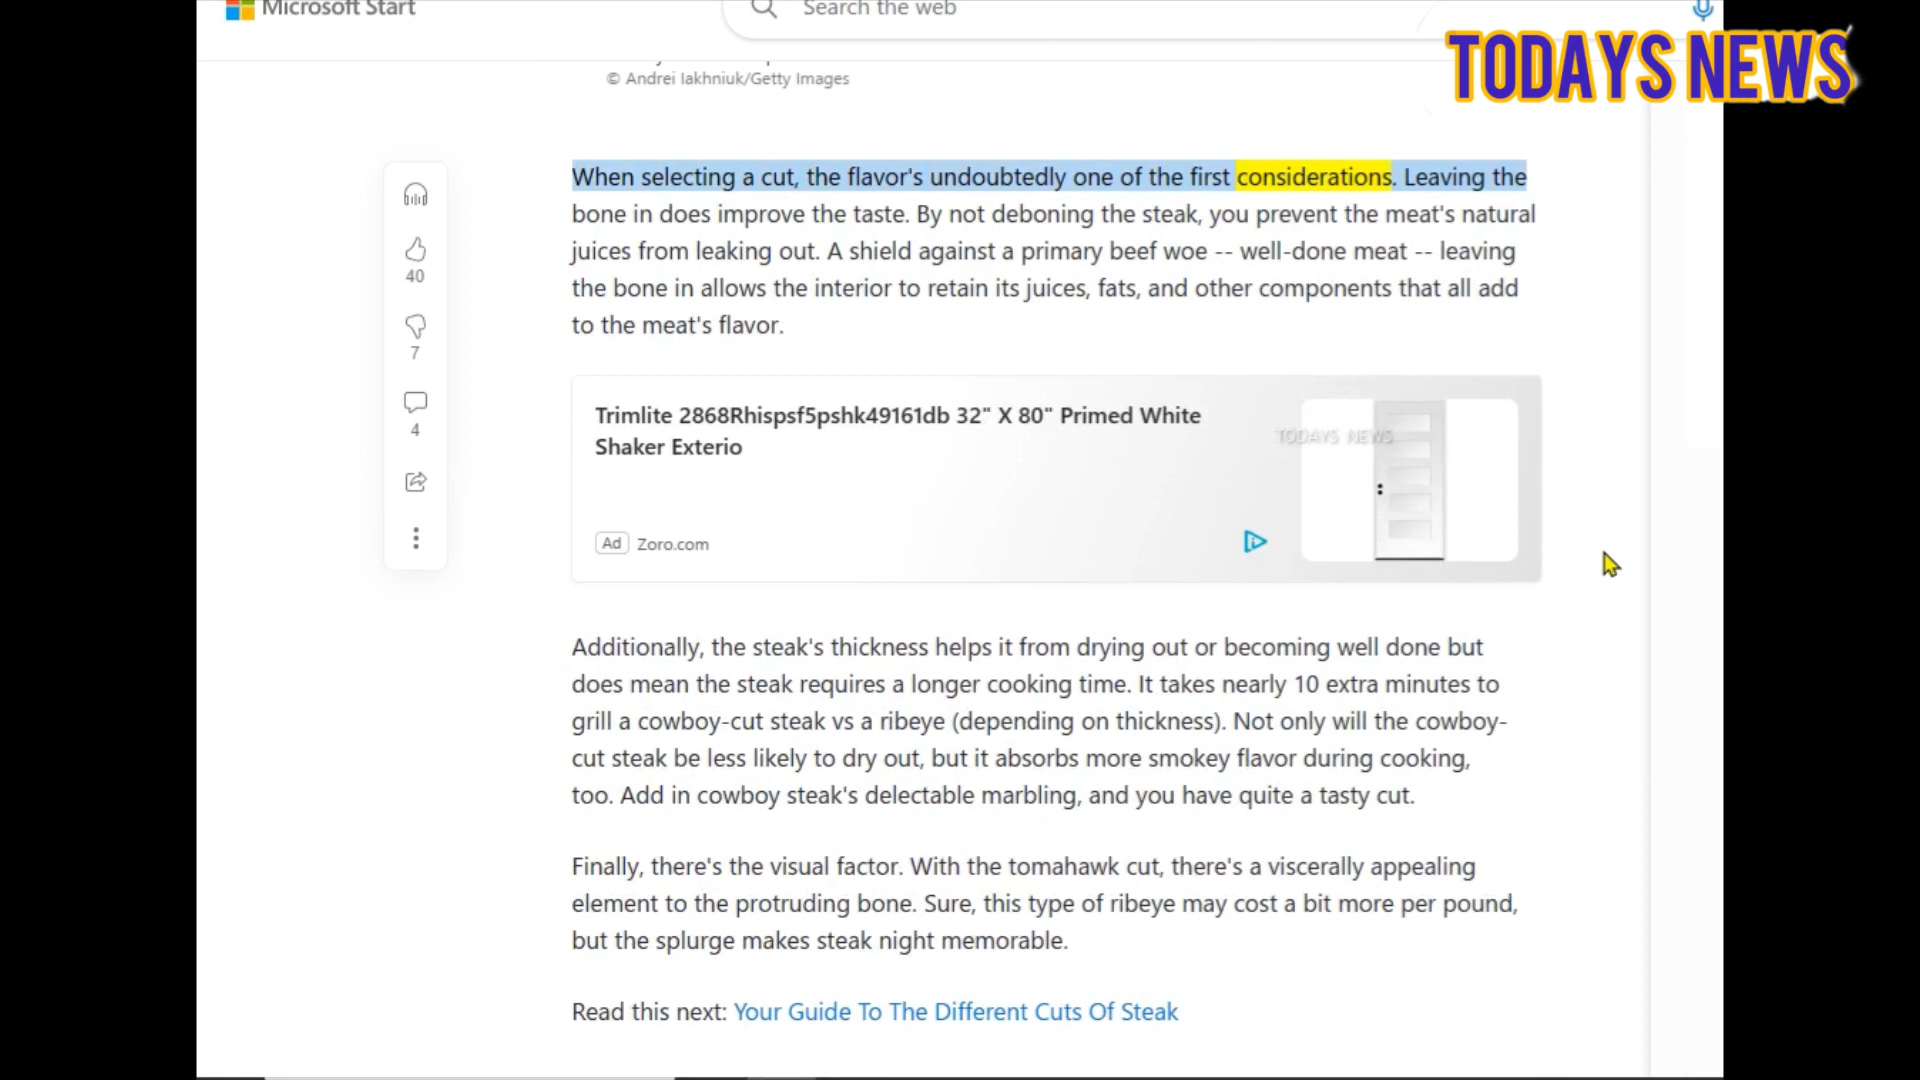 Microsoft Start
Search the web
TODAYS NEWS
© Andrei Iakhniuk/Getty Images
When selecting a cut, the flavor's undoubtedly one of the first considerations. Leaving the
bone in does improve the taste. By not deboning the steak, you prevent the meat's natural
juices from leaking out. A shield against a primary beef woe -- well-done meat -- leaving
the bone in allows the interior to retain its juices, fats, and other components that all add
to the meat's flavor.
40
7
4
Trimlite 2868Rhispsf5pshk49161db 32" X 80" Primed White
Shaker Exterio
TODAYS NEWS
Ad Zoro.com
Additionally, the steak's thickness helps it from drying out or becoming well done but
does mean the steak requires a longer cooking time. It takes nearly 10 extra minutes to
grill a cowboy-cut steak vs a ribeye (depending on thickness). Not only will the cowboy-
cut steak be less likely to dry out, but it absorbs more smokey flavor during cooking,
too. Add in cowboy steak's delectable marbling, and you have quite a tasty cut.
Finally, there's the visual factor. With the tomahawk cut, there's a viscerally appealing
element to the protruding bone. Sure, this type of ribeye may cost a bit more per pound,
but the splurge makes steak night memorable.
Read this next: Your Guide To The Different Cuts Of Steak